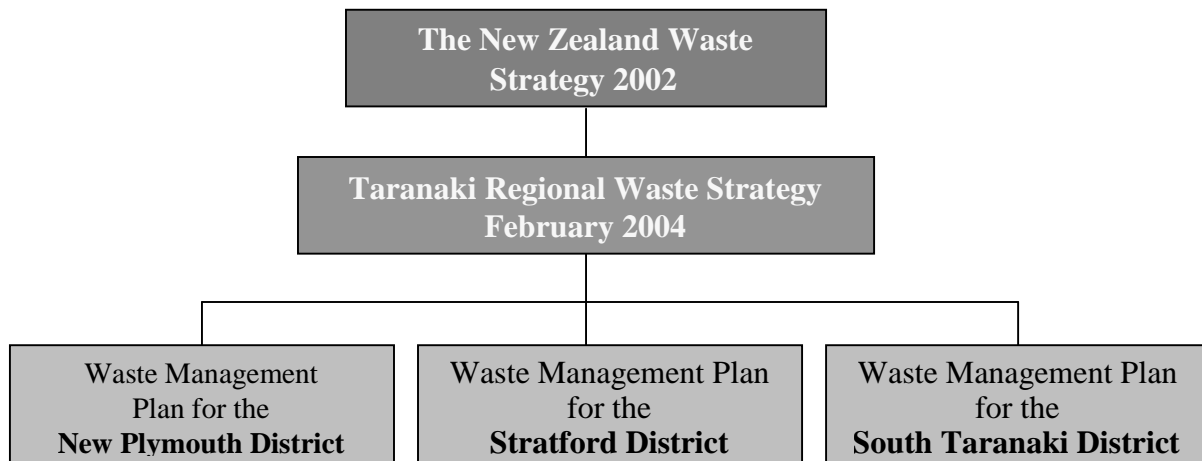 The New Zealand Waste
Strategy 2002
Taranaki Regional Waste Strategy
February 2004
Waste Management
Plan for the
New Plymouth District
Waste Management Plan
for the
Stratford District
Waste Management Plan
for the
South Taranaki District